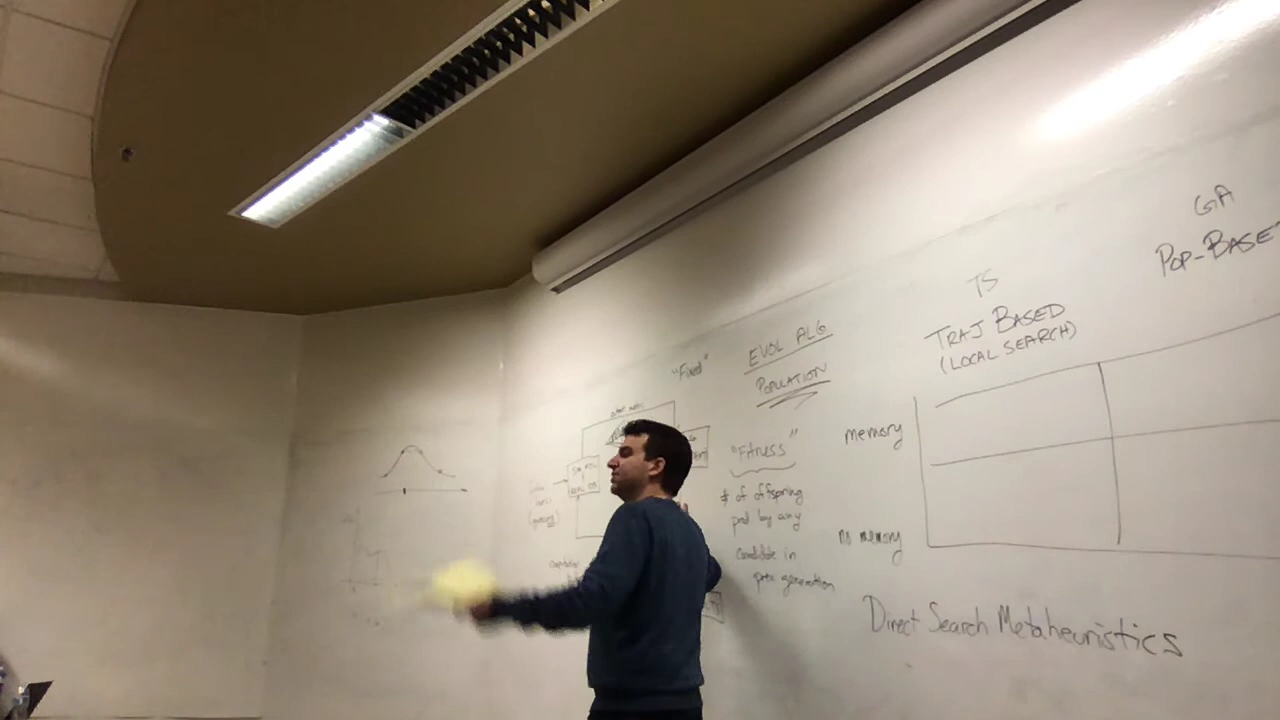 "Fixed"
EVOL ALG
POPULATION
"Fitness"
# of offspring
prod by any
candidate in
generation
TS
TRAJ BASED
(LOCAL SEARCH)
GA
POP-BASE
memory
no memory
Direct Search Metaheuristics